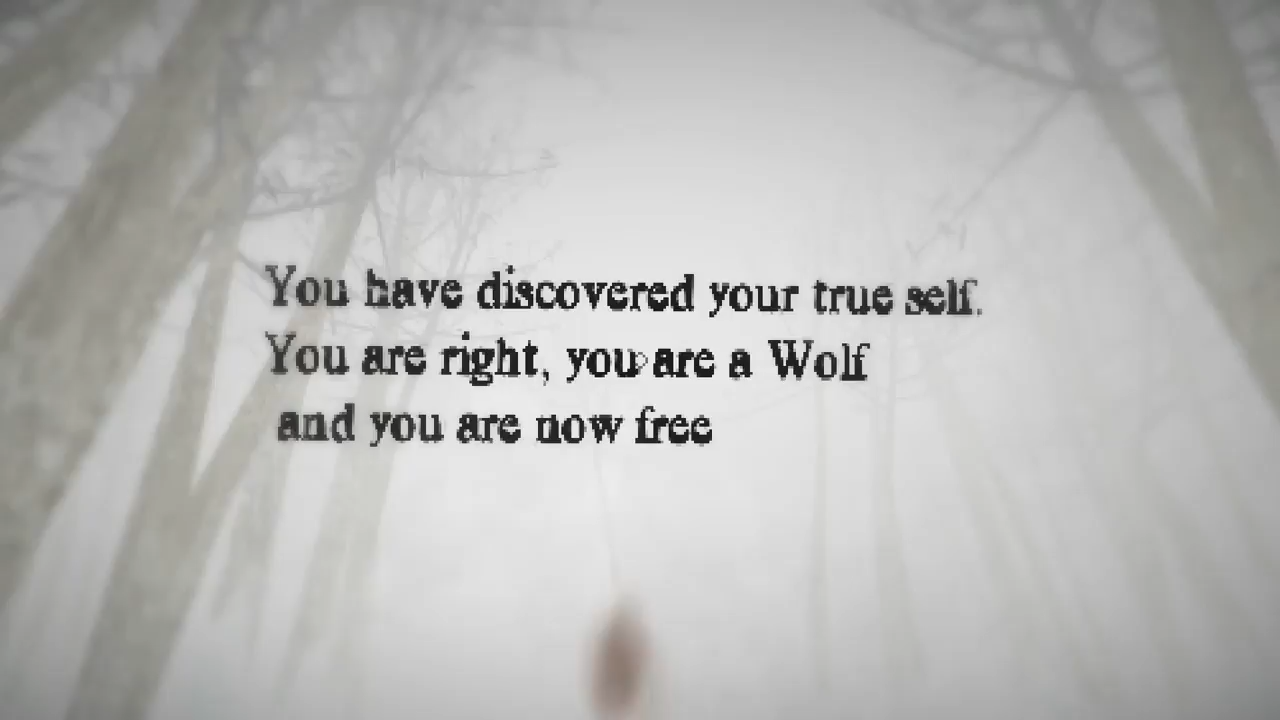 You have discovered your true self.
You are right, you are a Wolf
and you are now free